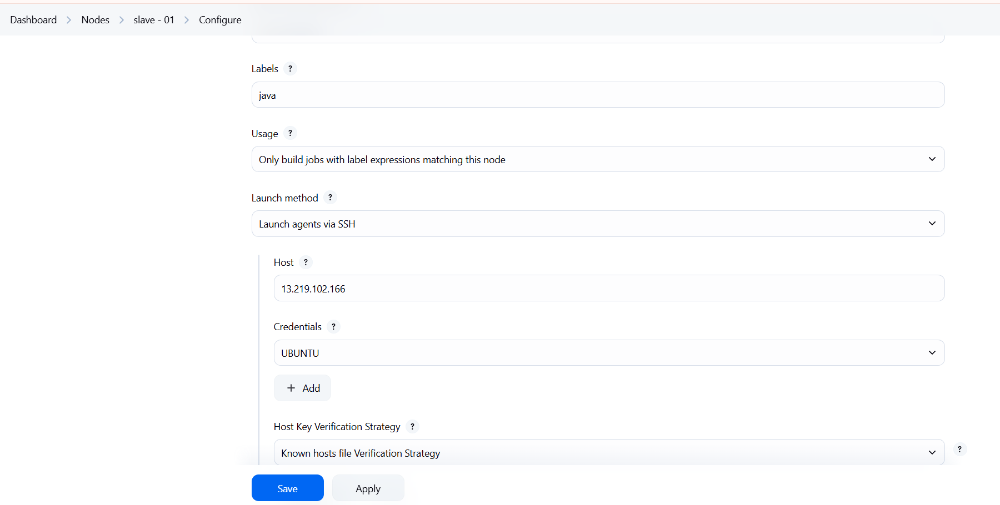 Dashboard > Nodes > slave - 01 > Configure
Labels ?
java
Usage ?
Only build jobs with label expressions matching this node
Launch method ?
Launch agents via SSH
Host ?
13.219.102.166
Credentials ?
UBUNTU
+ Add
Host Key Verification Strategy ?
Known hosts file Verification Strategy ?
Save Apply